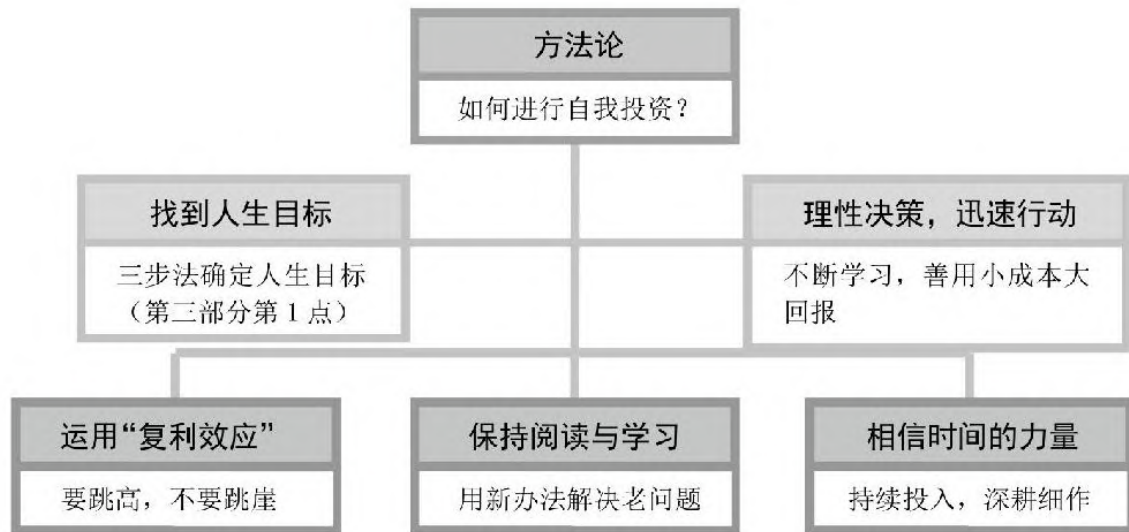 方法论
如何进行自我投资？
找到人生目标
三步法确定人生目标
（第三部分第1点）
理性决策，迅速行动
不断学习，善用小成本大
回报
运用“复利效应”
要跳高，不要跳崖
保持阅读与学习
用新办法解决老问题
相信时间的力量
持续投入，深耕细作